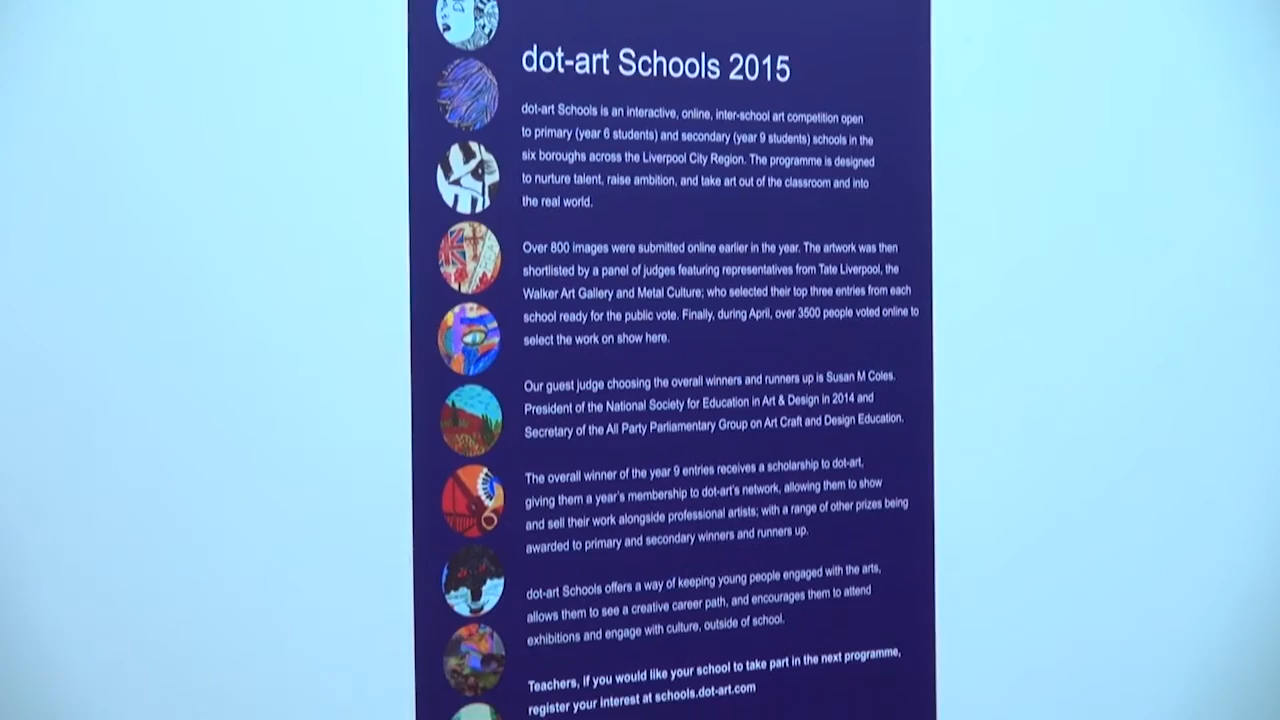 dot-art Schools 2015
dot-art Schools is an interactive, online, inter-school art competition open
to primary (year 6 students) and secondary (year 9 students) schools in the
six boroughs across the Liverpool City Region. The programme is designed
to nurture talent, raise ambition, and take art out of the classroom and into
the real world.
Over 800 images were submitted online earlier in the year. The artwork was then
shortlisted by a panel of judges featuring representatives from Tate Liverpool, the
Walker Art Gallery and Metal Culture; who selected their top three entries from each
school ready for the public vote. Finally, during April, over 3500 people voted online to
select the work on show here.
Our guest judge choosing the overall winners and runners up is Susan M Coles.
President of the National Society for Education in Art & Design in 2014 and
Secretary of the All Party Parliamentary Group on Art Craft and Design Education.
The overall winner of the year 9 entries receives a scholarship to dot-art,
giving them a year's membership to dot-art's network, allowing them to show
and sell their work alongside professional artists; with a range of other prizes being
awarded to primary and secondary winners and runners up.
dot-art Schools offers a way of keeping young people engaged with the arts,
allows them to see a creative career path, and encourages them to attend
exhibitions and engage with culture, outside of school.
Teachers, if you would like your school to take part in the next programme,
register your interest at schools.dot-art.com